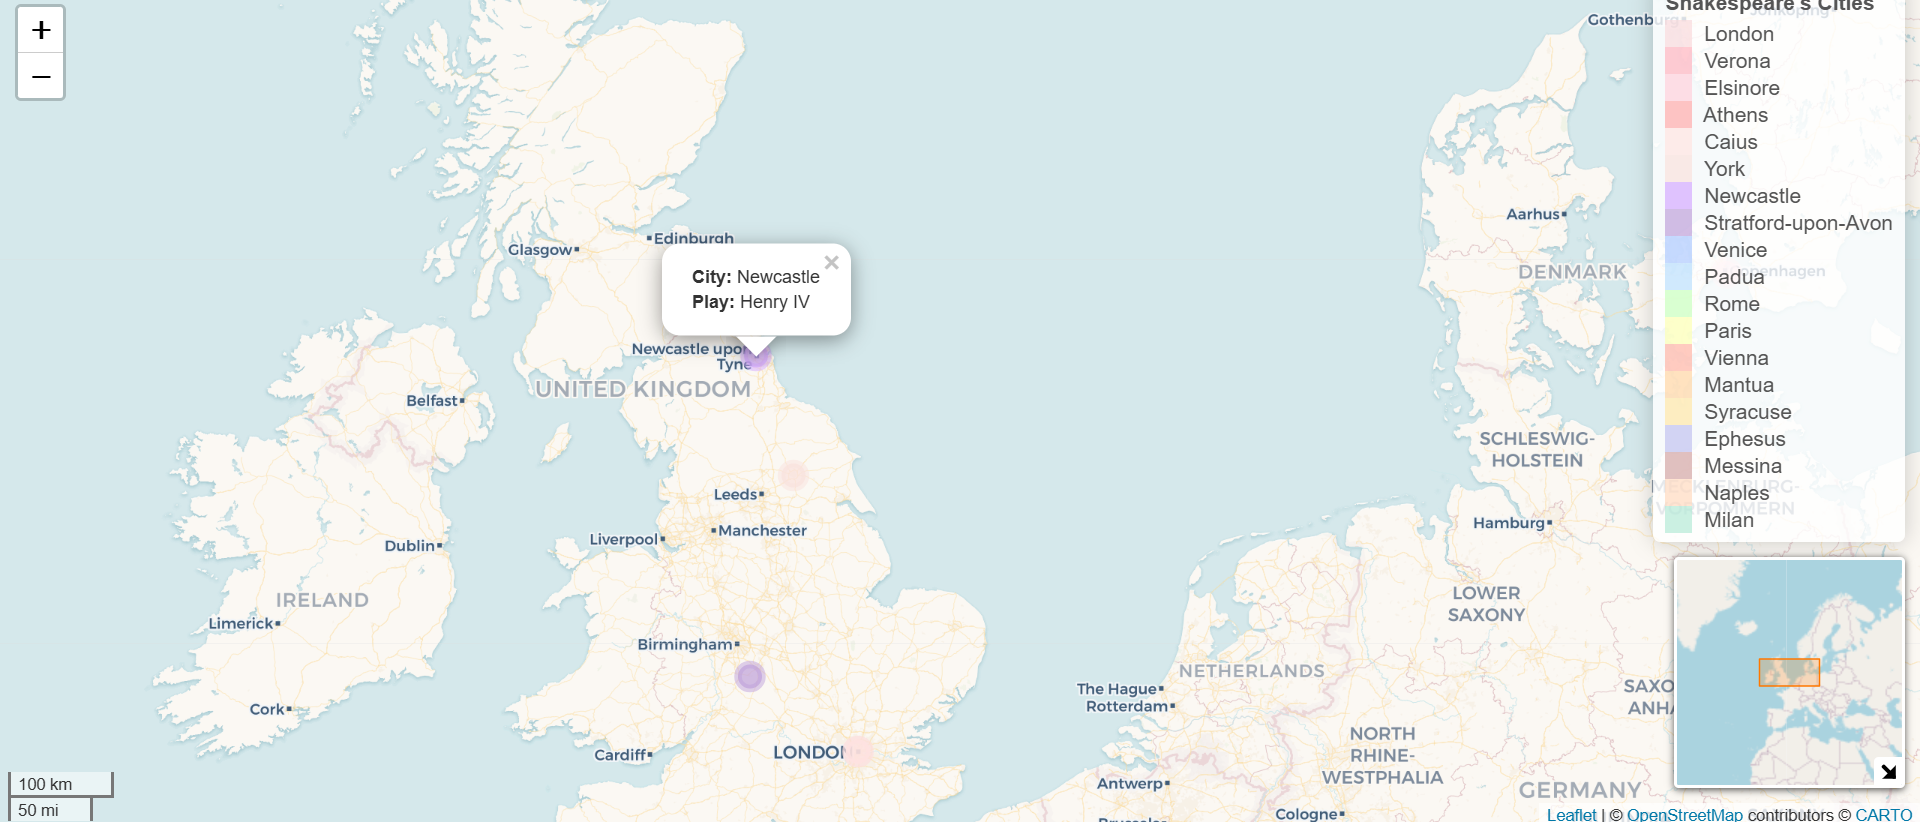 +
−
Shakespeare's Cities
London
Verona
Elsinore
Athens
Caius
York
Newcastle
Stratford-upon-Avon
Venice
Padua
Rome
Paris
Vienna
Mantua
Syracuse
Ephesus
Messina
Naples
Milan
Gothenburg
Jönköping
Edinburgh
Glasgow
Aarhus
×
City: Newcastle
Play: Henry IV
DENMARK
Newcastle upon
Tyne
UNITED KINGDOM
Belfast
SCHLESWIG-
HOLSTEIN
MECKLENBURG-
VORPOMMERN
Leeds
Manchester
Liverpool
Hamburg
Dublin
IRELAND
LOWER
SAXONY
Limerick
Birmingham
NETHERLANDS
The Hague
Rotterdam
Cork
NORTH
RHINE-
WESTPHALIA
LONDON
Cardiff
Antwerp
GERMANY
Cologne
100 km
50 mi
Leaflet | © OpenStreetMap contributors © CARTO